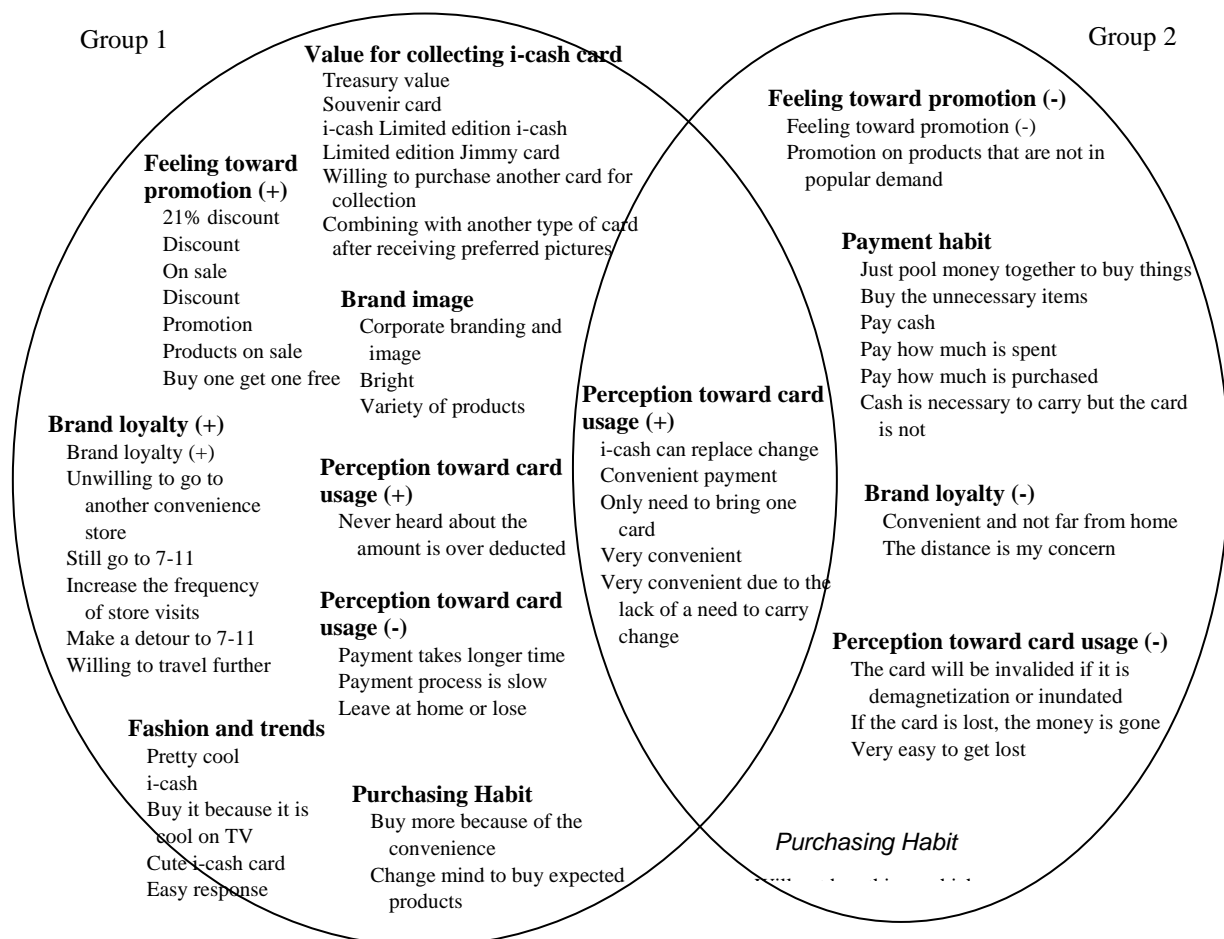 Group 1
Value for collecting i-cash card
Treasury value
Souvenir card
i-cash Limited edition i-cash
Limited edition Jimmy card
Willing to purchase another card for
collection
Combining with another type of card
after receiving preferred pictures
Feeling toward
promotion (+)
21% discount
Discount
On sale
Discount
Promotion
Products on sale
Buy one get one free
Brand image
Corporate branding and
image
Bright
Variety of products
Brand loyalty (+)
Brand loyalty (+)
Unwilling to go to
another convenience
store
Still go to 7-11
Increase the frequency
of store visits
Make a detour to 7-11
Willing to travel further
Perception toward card
usage (+)
Never heard about the
amount is over deducted
Perception toward card
usage (-)
Payment takes longer time
Payment process is slow
Leave at home or lose
Fashion and trends
Pretty cool
i-cash
Buy it because it is
cool on TV
Cute i-cash card
Easy response
Purchasing Habit
Buy more because of the
convenience
Change mind to buy expected
products
Perception toward card
usage (+)
i-cash can replace change
Convenient payment
Only need to bring one
card
Very convenient
Very convenient due to the
lack of a need to carry
change
Group 2
Feeling toward promotion (-)
Feeling toward promotion (-)
Promotion on products that are not in
popular demand
Payment habit
Just pool money together to buy things
Buy the unnecessary items
Pay cash
Pay how much is spent
Pay how much is purchased
Cash is necessary to carry but the card
is not
Brand loyalty (-)
Convenient and not far from home
The distance is my concern
Perception toward card usage (-)
The card will be invalided if it is
demagnetization or inundated
If the card is lost, the money is gone
Very easy to get lost
Purchasing Habit